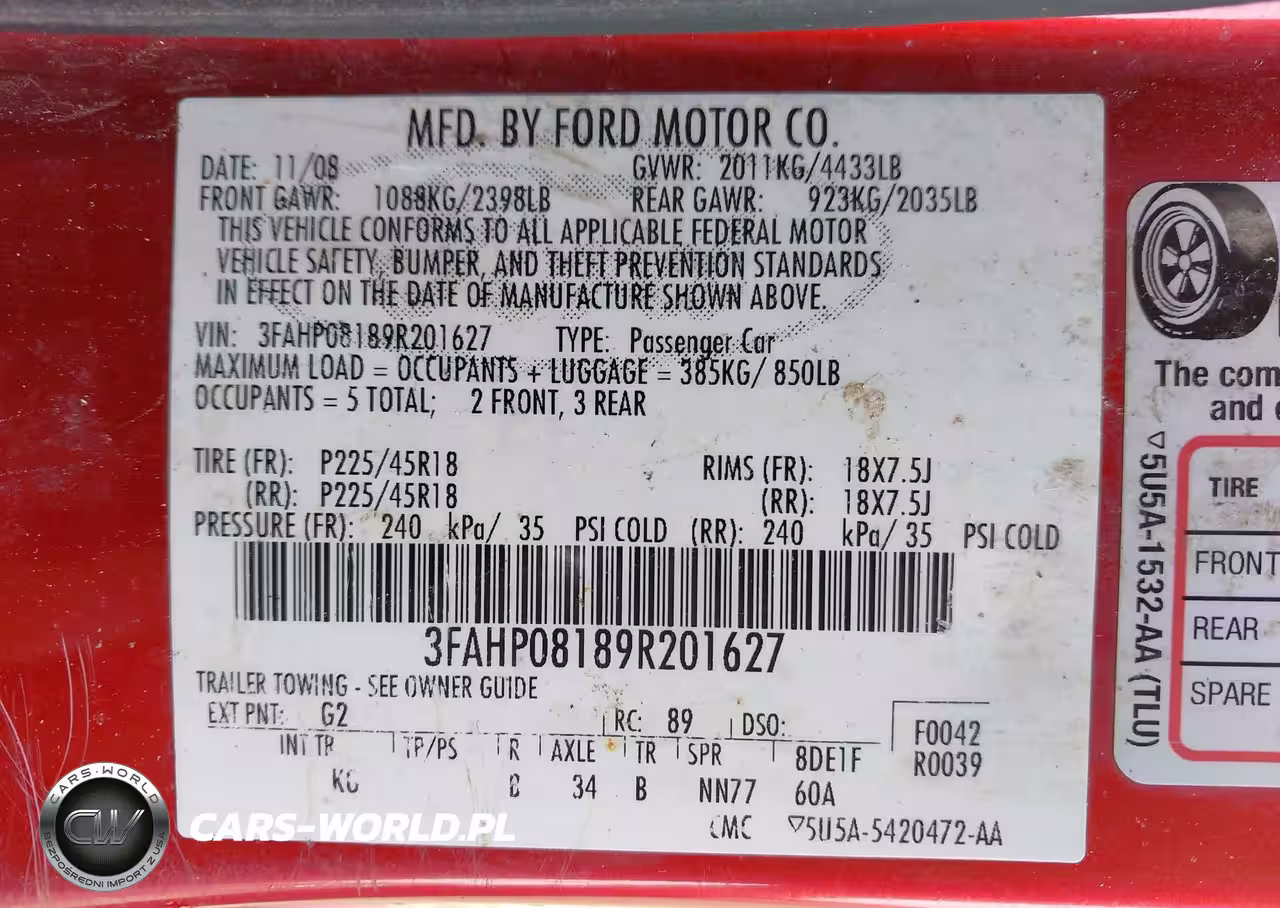 MFD. BY FORD MOTOR CO.
DATE: 11/08 GVWR: 2011KG/4433LB
FRONT GAWR: 1088KG/2398LB REAR GAWR: 923KG/2035LB
THIS VEHICLE CONFORMS TO ALL APPLICABLE FEDERAL MOTOR
VEHICLE SAFETY, BUMPER, AND THEFT PREVENTION STANDARDS
IN EFFECT ON THE DATE OF MANUFACTURE SHOWN ABOVE.
VIN: 3FAHP08189R201627 TYPE: Passenger Car
MAXIMUM LOAD = OCCUPANTS + LUGGAGE = 385KG/ 850LB
OCCUPANTS = 5 TOTAL; 2 FRONT, 3 REAR
TIRE (FR): P225/45R18 RIMS (FR): 18X7.5J
(RR): P225/45R18 (RR): 18X7.5J
PRESSURE (FR): 240 kPa/ 35 PSI COLD (RR): 240 kPa/ 35 PSI COLD
3FAHP08189R201627
TRAILER TOWING - SEE OWNER GUIDE
EXT PNT: G2 RC: 89 DSO:
F0042
R0039
INT TR TP/PS R AXLE TR SPR 8DE1F
34 B NN77 60A
CMC ▽5U5A-5420472-AA
The com
and
▽5U5A-1532-AA (TLU)
TIRE
FRONT
REAR
SPARE
CARS-WORLD
CW
BEZPOŚREDNI IMPORT Z USA
CARS-WORLD.PL